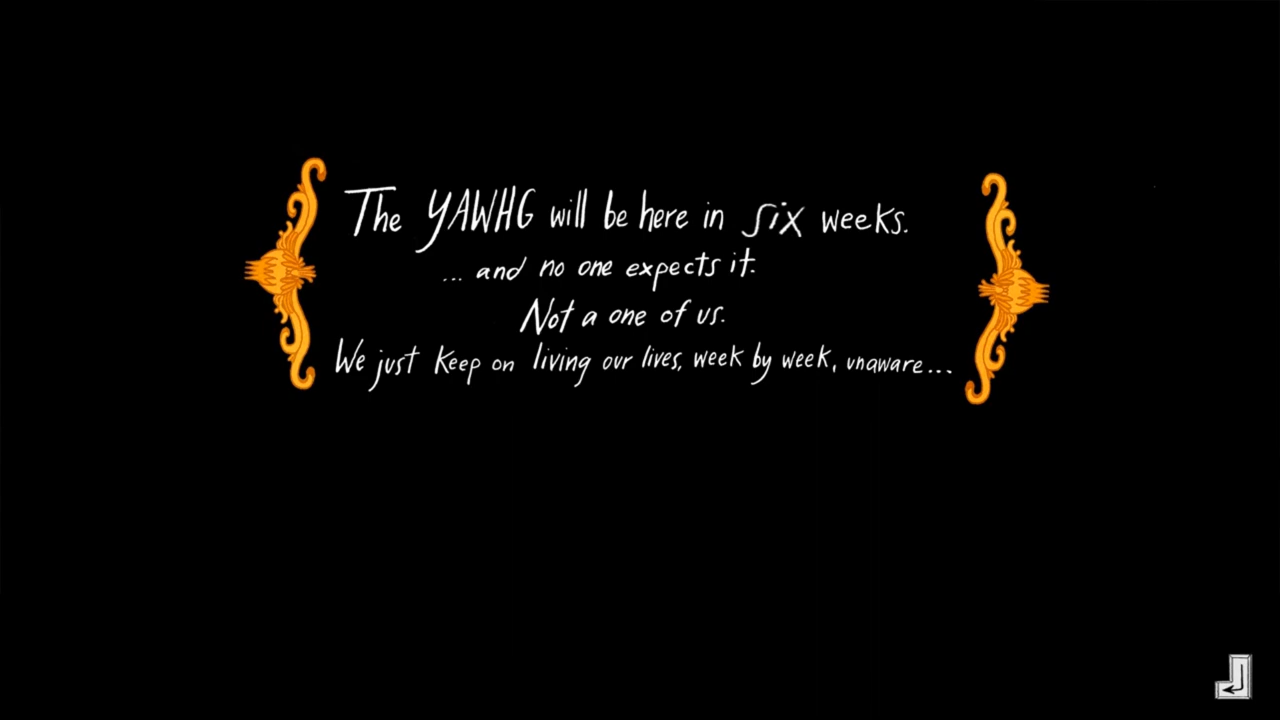 The YAWHG will be here in six weeks.
... and no one expects it.
Not a one of us.
We just keep on living our lives, week by week, unaware...